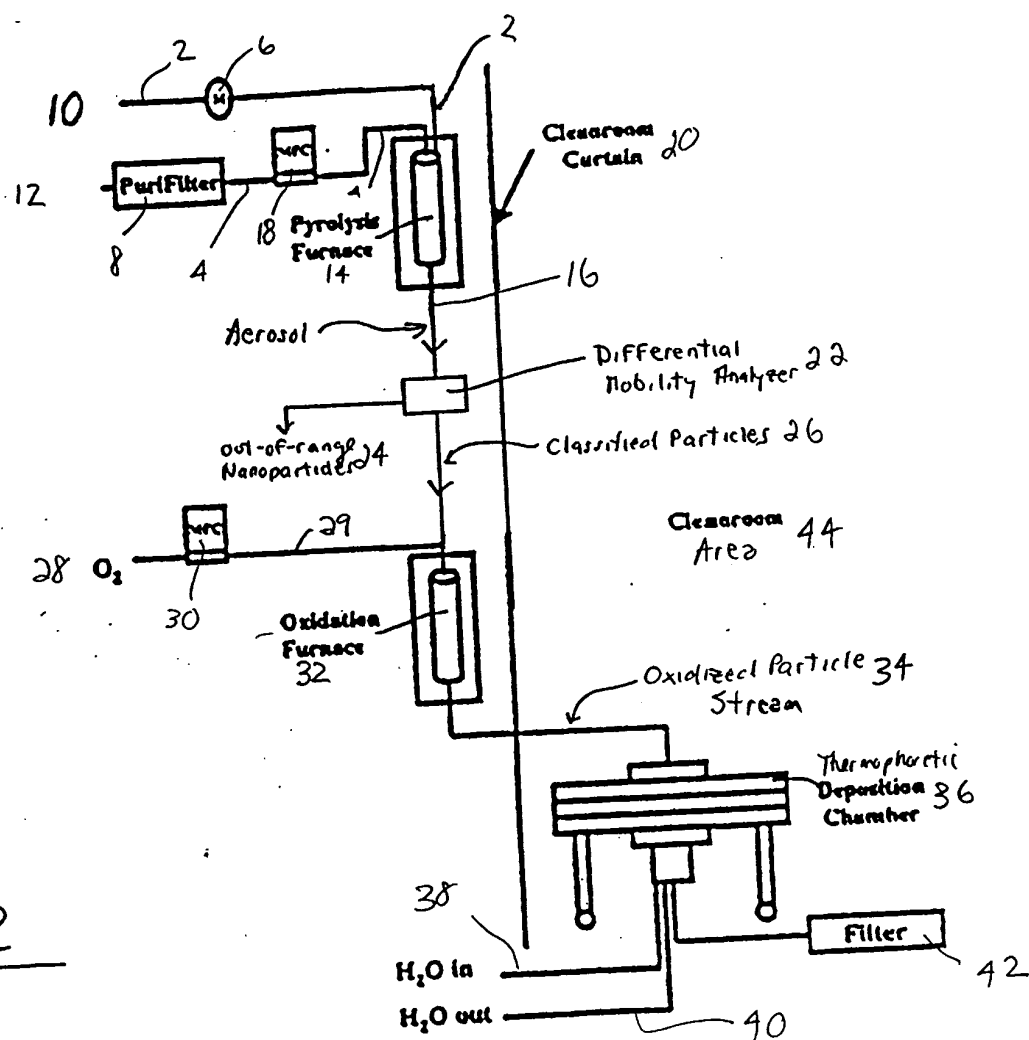 2
6
2
10
12
PuriFilter
MFC
4
8
4
18
Pyrolysis
Furnace
14
Cleanroom
Curtain 20
16
Aerosol
Differential
Mobility Analyzer 22
out-of-range
Nanoparticles 24
Classified Particles 26
MFC
29
28 O₂
30
Cleanroom
Area 44
Oxidation
Furnace
32
Oxidized Particle 34
Stream
Thermophoretic
Deposition 36
Chamber
38
H₂O in
Filter
42
H₂O out
40